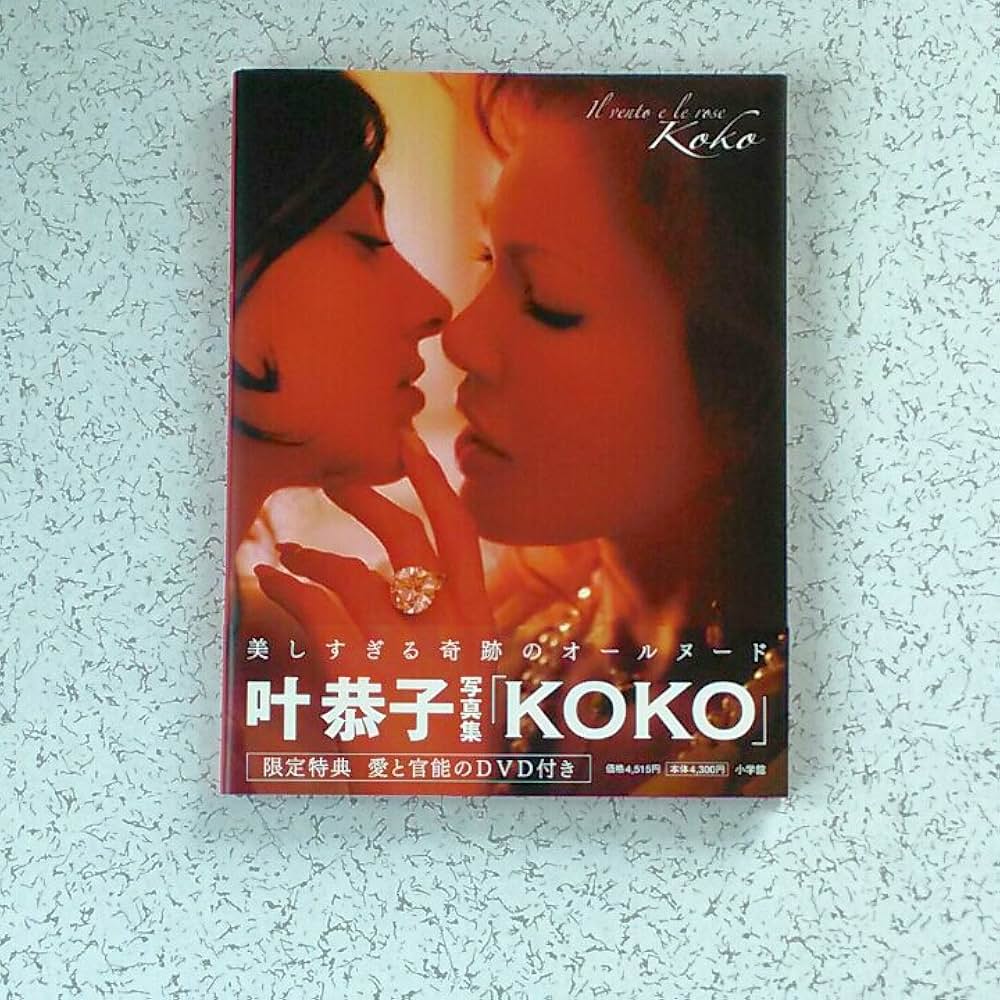 Il vento e le rose
Koko
美しすぎる奇跡のオールヌード
叶恭子写真集「KOKO」
限定特典 愛と官能のDVD付き 価格4,515円 本体4,300円 小学館